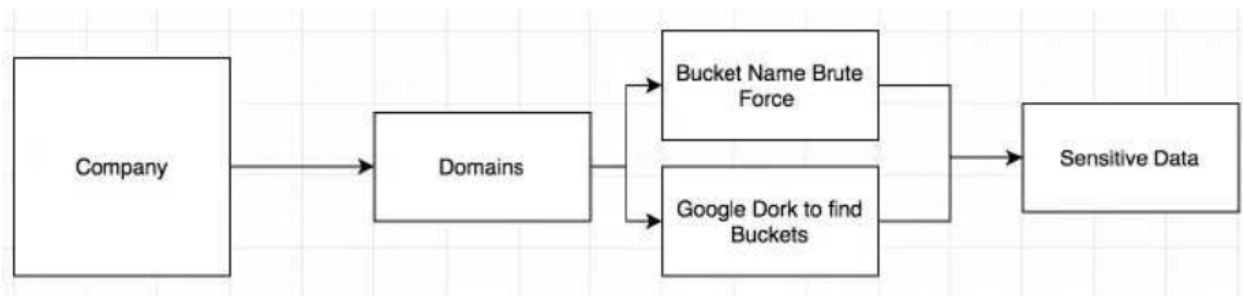 Company
Domains
Bucket Name Brute
Force
Google Dork to find
Buckets
Sensitive Data